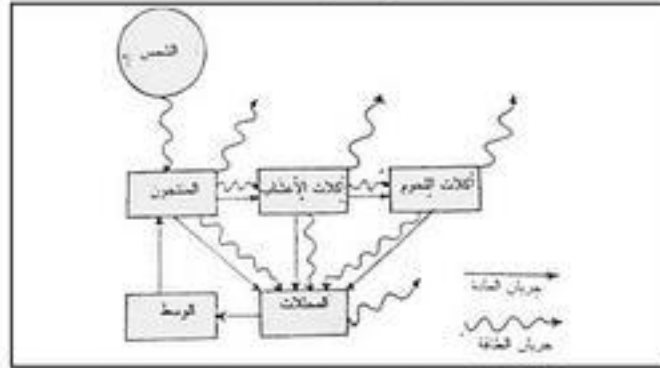 الشمس
المنتجون
آكلات الأعشاب
آكلات اللحوم
الوسط
المحللات
جريان المادة
جريان الطاقة